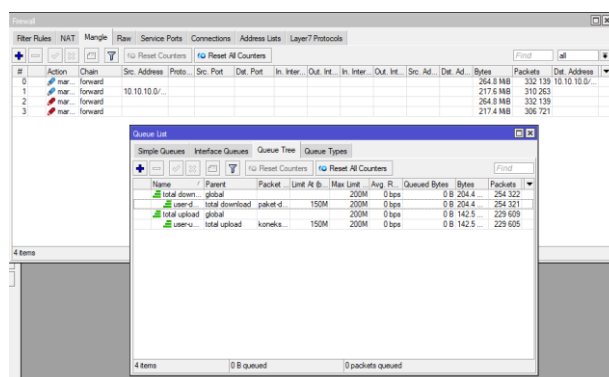 Firewall
Filter Rules NAT Mangle Raw Service Ports Connections Address Lists Layer7 Protocols
Reset Counters Reset All Counters Find all
# Action Chain Src. Address Proto... Src. Port Dst. Port In. Inter... Out. Int... In. Inter... Out. Int... Src. Ad... Dst. Ad... Bytes Packets Dst. Address
0 mar... forward 264.8 MiB 332 139 10.10.10.0/...
1 mar... forward 10.10.10.0/... 217.6 MiB 310 263
2 mar... forward 264.8 MiB 332 139
3 mar... forward 217.4 MiB 306 721
4 items
Queue List
Simple Queues Interface Queues Queue Tree Queue Types
Reset Counters Reset All Counters Find
Name / Parent Packet ... Limit At (b... Max Limit ... Avg. R... Queued Bytes Bytes Packets
total down... global 200M 0 bps 0 B 204.4 ... 254 322
user-d... total download paket-d... 150M 200M 0 bps 0 B 204.4 ... 254 321
total upload global 200M 0 bps 0 B 142.5 ... 229 609
user-u... total upload koneks... 150M 200M 0 bps 0 B 142.5 ... 229 605
4 items 0 B queued 0 packets queued